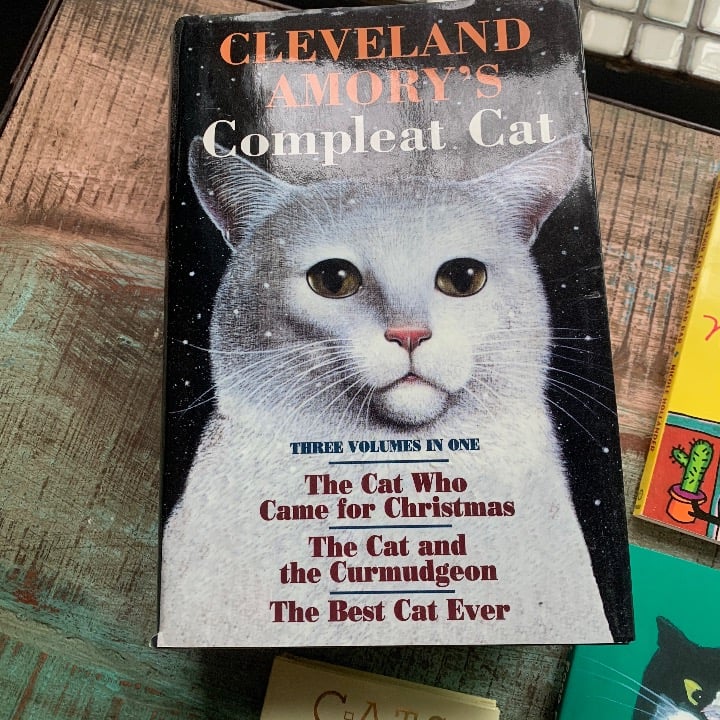 CLEVELAND
AMORY'S
Compleat Cat
THREE VOLUMES IN ONE
The Cat Who
Came for Christmas
The Cat and
the Curmudgeon
The Best Cat Ever
CATS